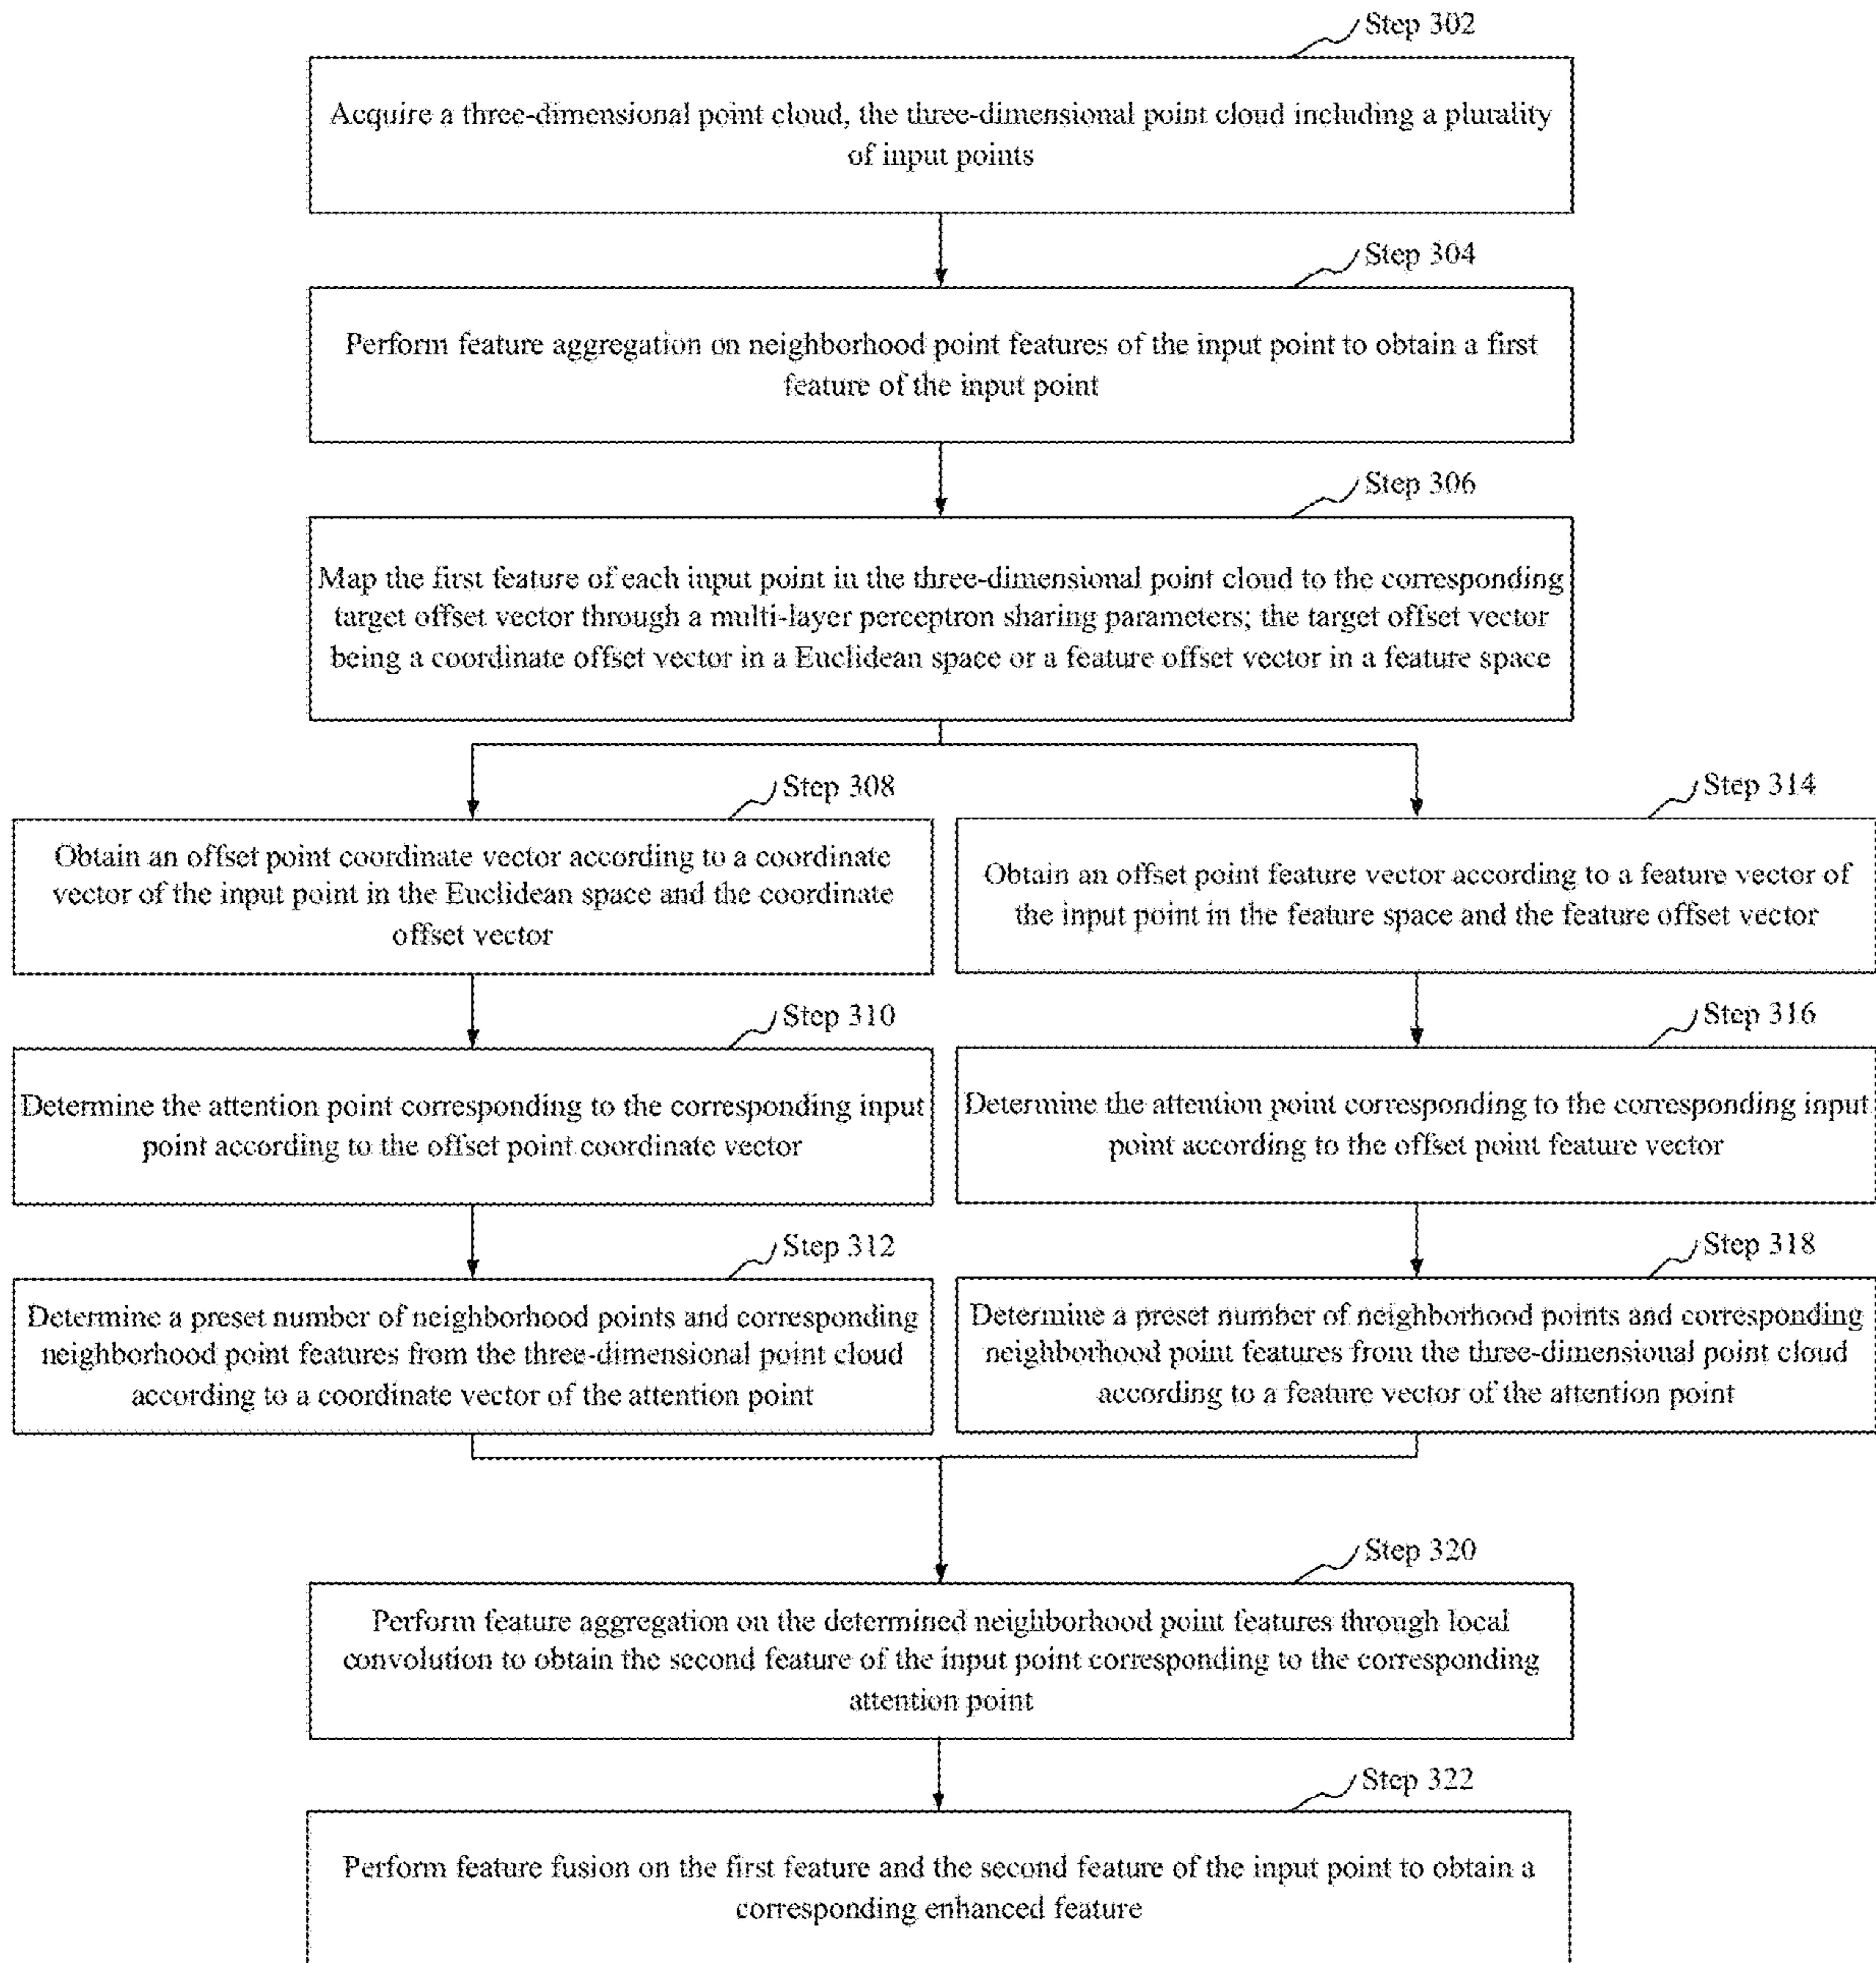 Step 302
Acquire a three-dimensional point cloud, the three-dimensional point cloud including a plurality
of input points
Step 304
Perform feature aggregation on neighborhood point features of the input point to obtain a first
feature of the input point
Step 306
Map the first feature of each input point in the three-dimensional point cloud to the corresponding
target offset vector through a multi-layer perceptron sharing parameters; the target offset vector
being a coordinate offset vector in a Euclidean space or a feature offset vector in a feature space
Step 308
Obtain an offset point coordinate vector according to a coordinate
vector of the input point in the Euclidean space and the coordinate
offset vector
Step 310
Determine the attention point corresponding to the corresponding input
point according to the offset point coordinate vector
Step 312
Determine a preset number of neighborhood points and corresponding
neighborhood point features from the three-dimensional point cloud
according to a coordinate vector of the attention point
Step 314
Obtain an offset point feature vector according to a feature vector of
the input point in the feature space and the feature offset vector
Step 316
Determine the attention point corresponding to the corresponding input
point according to the offset point feature vector
Step 318
Determine a preset number of neighborhood points and corresponding
neighborhood point features from the three-dimensional point cloud
according to a feature vector of the attention point
Step 320
Perform feature aggregation on the determined neighborhood point features through local
convolution to obtain the second feature of the input point corresponding to the corresponding
attention point
Step 322
Perform feature fusion on the first feature and the second feature of the input point to obtain a
corresponding enhanced feature